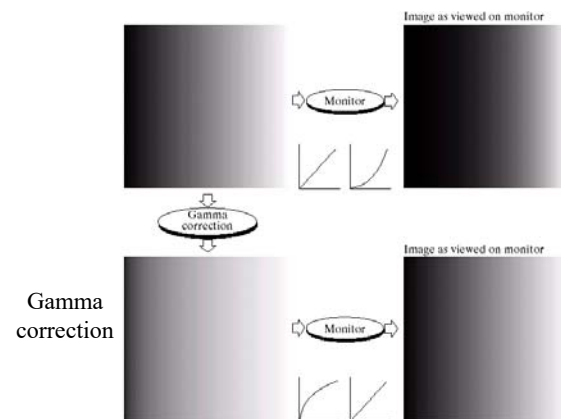 Image as viewed on monitor
Monitor
Gamma
correction
Image as viewed on monitor
Gamma
correction
Monitor